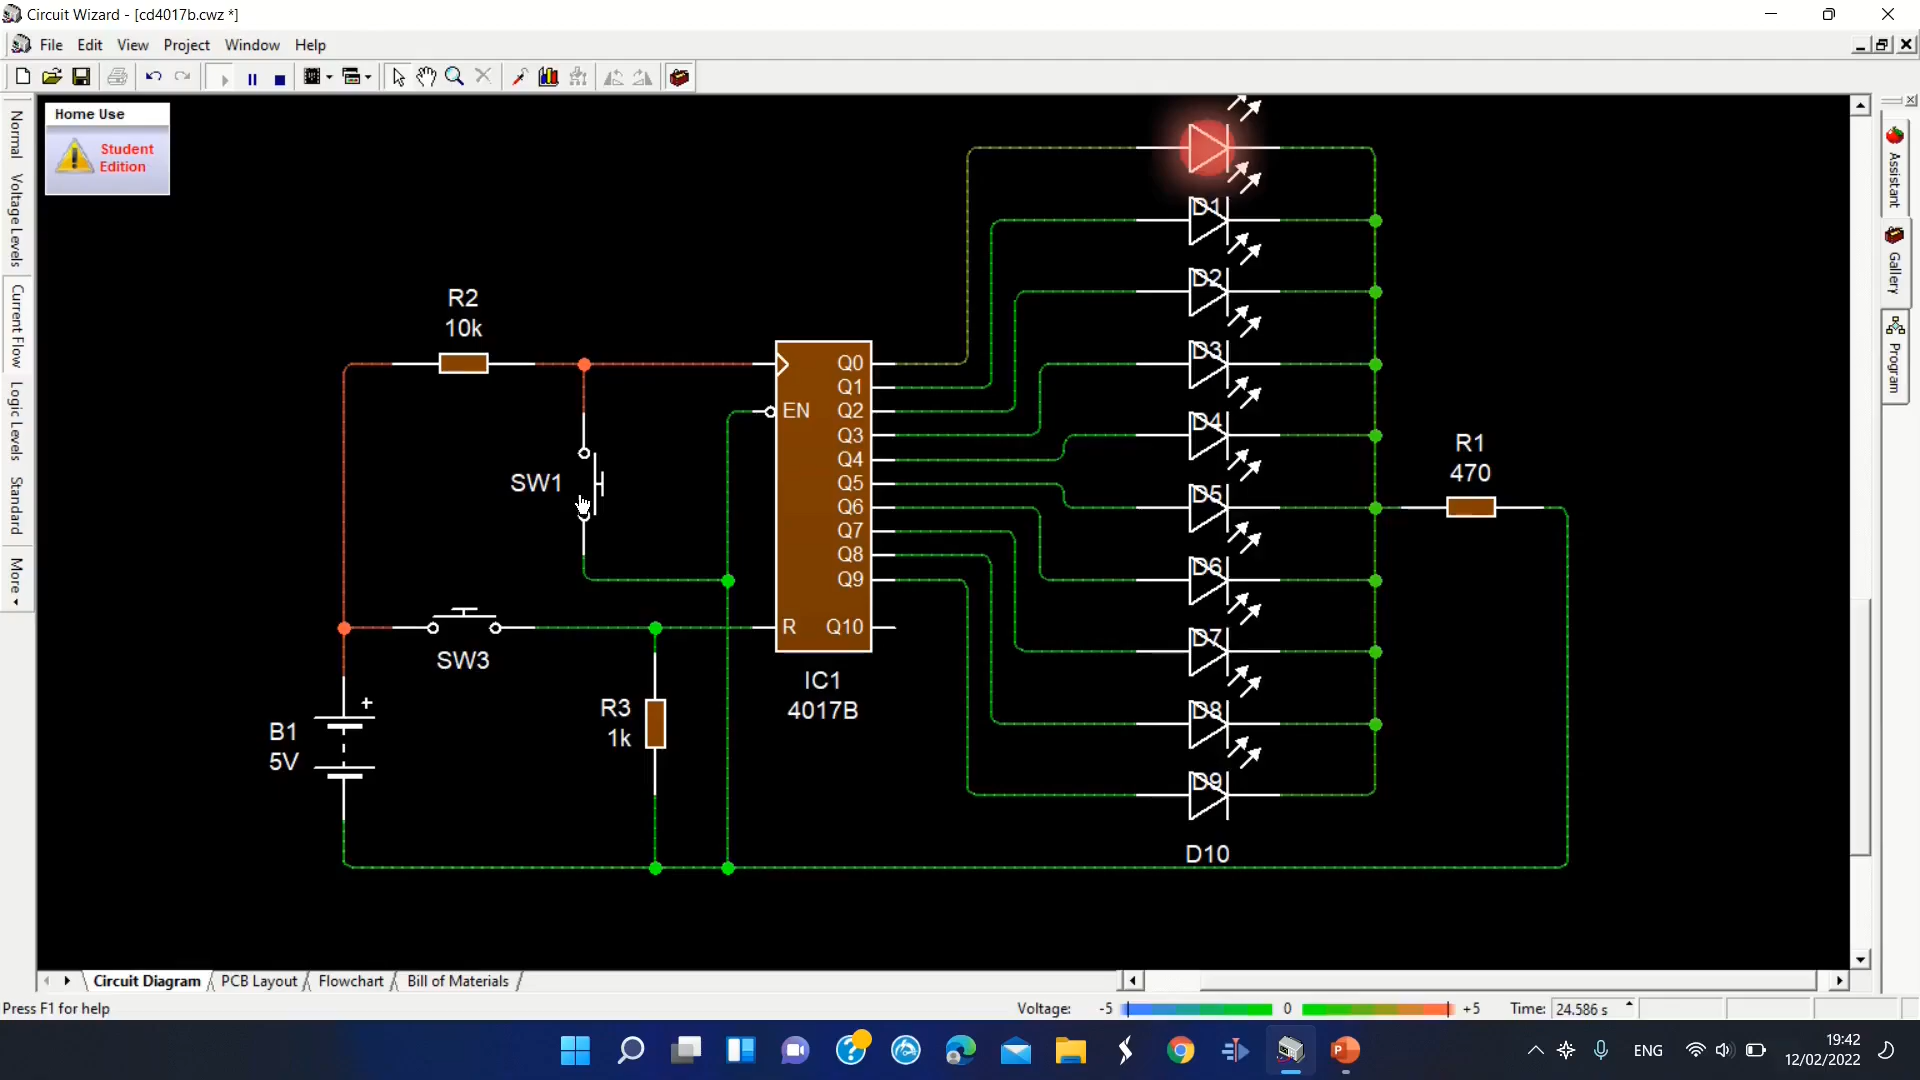 Circuit Wizard - [cd4017b.cwz *]
File Edit View Project Window Help
Home Use
Student
Edition
Normal
Voltage Levels
Current Flow
Logic Levels
Standard
More
Assistant
Gallery
Program
R2
10k
SW1
SW3
B1
5V
+
R3
1k
EN
R
Q0
Q1
Q2
Q3
Q4
Q5
Q6
Q7
Q8
Q9
Q10
IC1
4017B
D1
D2
D3
D4
D5
D6
D7
D8
D9
D10
R1
470
Circuit Diagram PCB Layout Flowchart Bill of Materials
Press F1 for help
Voltage: -5 0 +5 Time: 24.586 s
ENG
19:42
12/02/2022